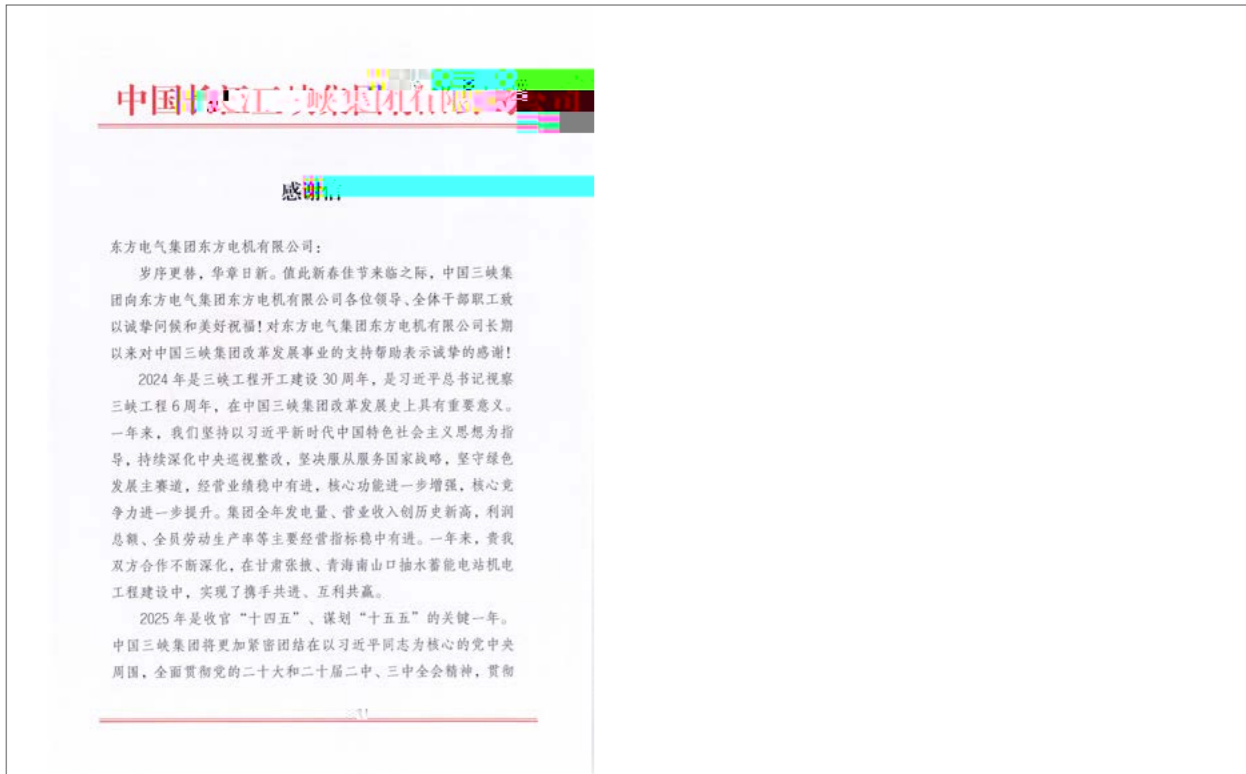 中国长江三峡集团有限公司
感谢信
东方电气集团东方电机有限公司:
岁序更替，华章日新。值此新春佳节来临之际，中国三峡集
团向东方电气集团东方电机有限公司各位领导、全体干部职工致
以诚挚问候和美好祝福!对东方电气集团东方电机有限公司长期
以来对中国三峡集团改革发展事业的支持帮助表示诚挚的感谢!
2024年是三峡工程开工建设30周年，是习近平总书记视察
三峡工程6周年，在中国三峡集团改革发展史上具有重要意义。
一年来，我们坚持以习近平新时代中国特色社会主义思想为指
导，持续深化中央巡视整改，坚决服从服务国家战略，坚守绿色
发展主赛道，经营业绩稳中有进，核心功能进一步增强，核心竞
争力进一步提升。集团全年发电量、营业收入创历史新高，利润
总额、全员劳动生产率等主要经营指标稳中有进。一年来，贵我
双方合作不断深化，在甘肃张掖、青海南山口抽水蓄能电站机电
工程建设中，实现了携手共进、互利共赢。
2025年是收官“十四五”、谋划“十五五”的关键一年。
中国三峡集团将更加紧密团结在以习近平同志为核心的党中央
周围，全面贯彻党的二十大和二十届二中、三中全会精神，贯彻